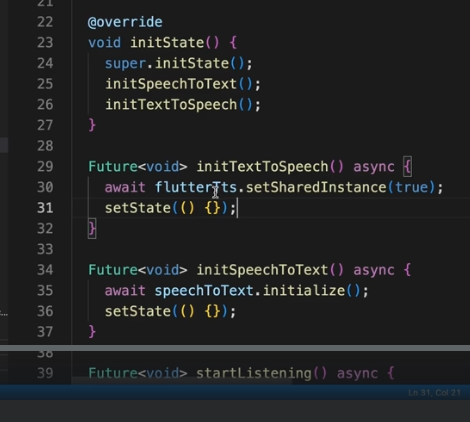 21
22 @override
23 void initState() {
24 super.initState();
25 initSpeechToText();
26 initTextToSpeech();
27 }
28
29 Future<void> initTextToSpeech() async {
30 await flutterTts.setSharedInstance(true);
31 setState(() {});
32 }
33
34 Future<void> initSpeechToText() async {
35 await speechToText.initialize();
36 setState(() {});
37 }
38
39 Future<void> startListening() async {
Ln 31, Col 21